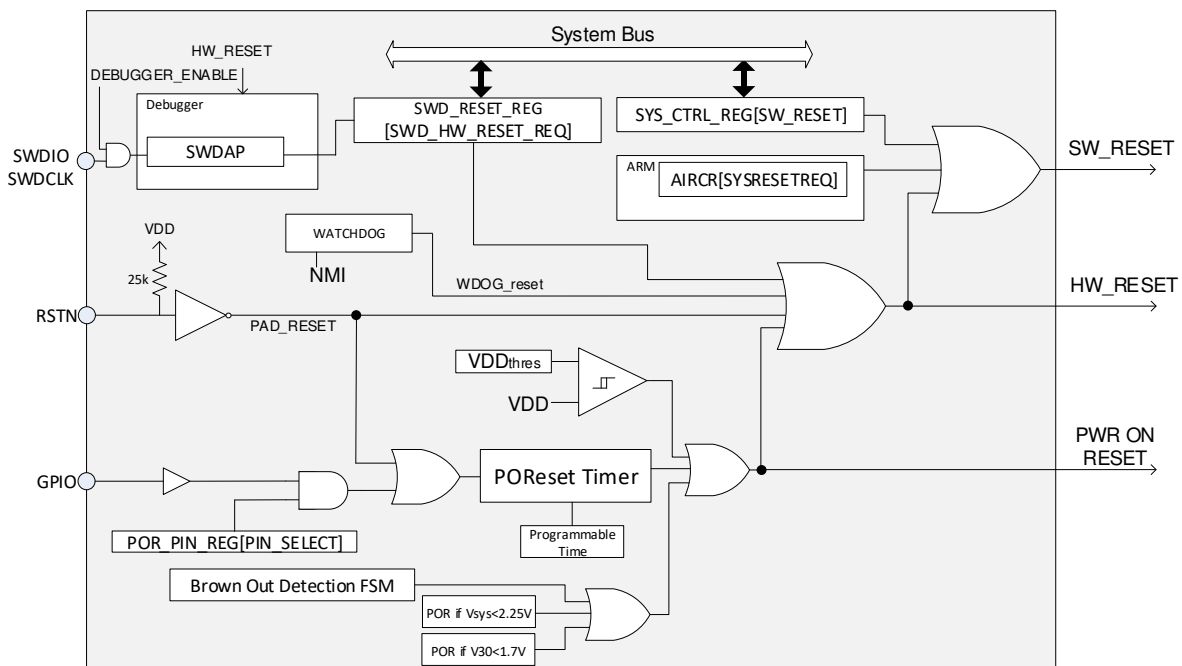 System Bus
HW_RESET
DEBUGGER_ENABLE
Debugger
SWDAP
SWD_RESET_REG
[SWD_HW_RESET_REQ]
SYS_CTRL_REG[SW_RESET]
SWDIO
SWDCLK
ARM
AIRCR[SYSRESETREQ]
SW_RESET
VDD
25k
WATCHDOG
NMI
WDOG_reset
HW_RESET
RSTN
PAD_RESET
VDDthres
VDD
PWR ON
RESET
GPIO
POReset Timer
POR_PIN_REG[PIN_SELECT]
Programmable
Time
Brown Out Detection FSM
POR if Vsys<2.25V
POR if V30<1.7V